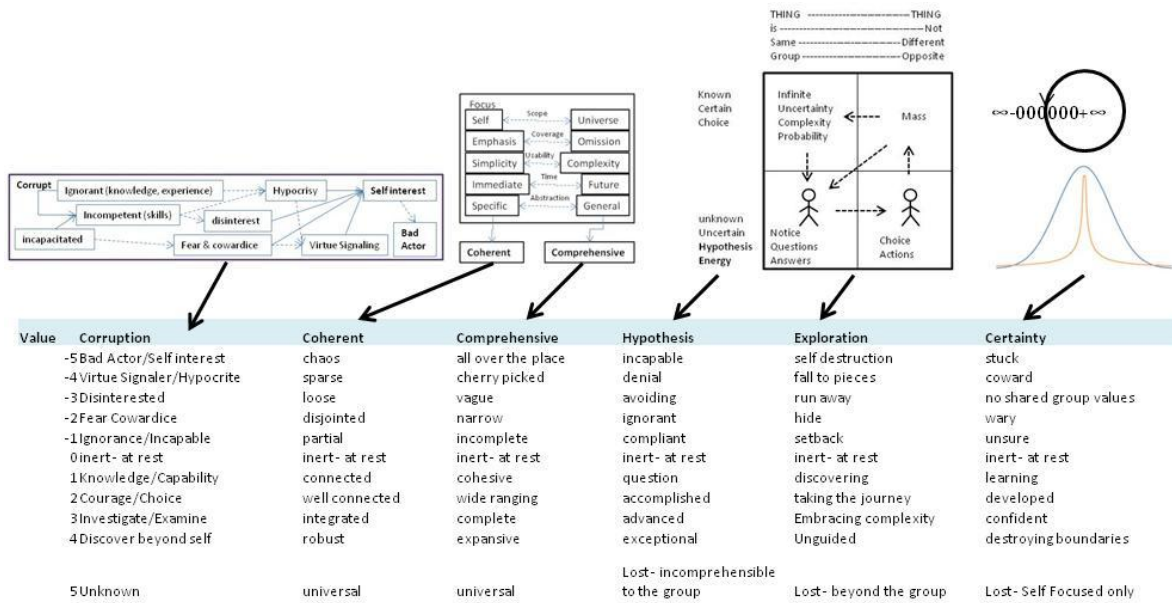 THING --------------------- THING
is --------------------- Not
Same --------------------- Different
Group --------------------- Opposite
Known
Certain
Choice
Infinite
Uncertainty
Complexity
Probability
Mass
∞-000000+∞
Focus
Self Scope Universe
Emphasis Coverage Omission
Simplicity Usability Complexity
Immediate Time Future
Specific Abstraction General
Coherent Comprehensive
Corrupt Ignorant (knowledge, experience) Hypocrisy Self interest
Incompetent (skills) disinterest
incapacitated Fear & cowardice Virtue Signaling Bad
Actor
unknown
Uncertain
Hypothesis
Energy
Notice
Questions
Answers
Choice
Actions
Value Corruption Coherent Comprehensive Hypothesis Exploration Certainty
-5 Bad Actor/Self interest chaos all over the place incapable self destruction stuck
-4 Virtue Signaler/Hypocrite sparse cherry picked denial fall to pieces coward
-3 Disinterested loose vague avoiding run away no shared group values
-2 Fear Cowardice disjointed narrow ignorant hide wary
-1 Ignorance/Incapable partial incomplete compliant setback unsure
0 inert- at rest inert- at rest inert- at rest inert- at rest inert- at rest inert- at rest
1 Knowledge/Capability connected cohesive question discovering learning
2 Courage/Choice well connected wide ranging accomplished taking the journey developed
3 Investigate/Examine integrated complete advanced Embracing complexity confident
4 Discover beyond self robust expansive exceptional Unguided destroying boundaries
5 Unknown universal universal Lost- incomprehensible
to the group Lost- beyond the group Lost- Self Focused only